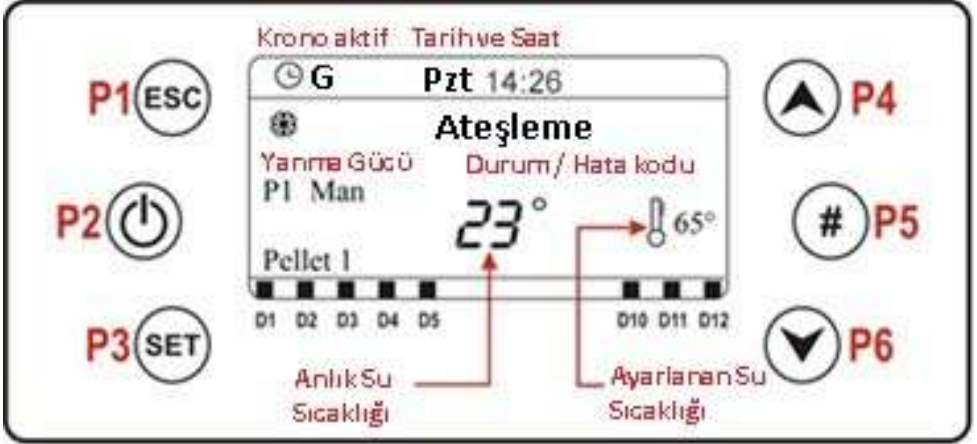 Krono aktif Tarih ve Saat
G Pzt 14:26
P1 ESC
P4
Ateşleme
Yanma Gücü Durum / Hata kodu
P1 Man
P2
23° 65°
# P5
Pellet 1
D1 D2 D3 D4 D5 D10 D11 D12
P3 SET
P6
Anlık Su
Sıcaklığı
Ayarlanan Su
Sıcaklığı